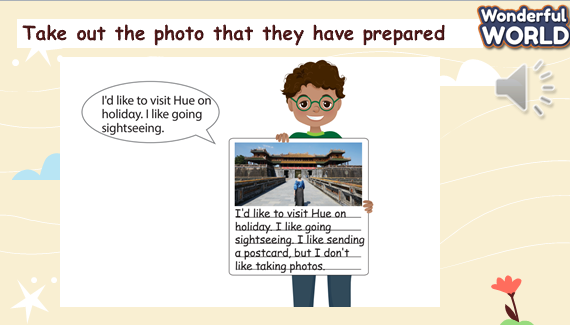 Take out the photo that they have prepared
Wonderful
WORLD
I'd like to visit Hue on
holiday. I like going
sightseeing.
I'd like to visit Hue on
holiday. I like going
sightseeing. I like sending
a postcard, but I don't
like taking photos.